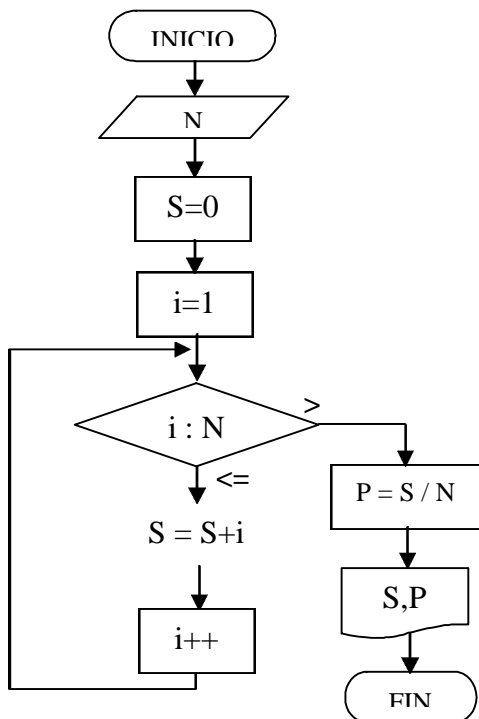 INICIO
N
S=0
i=1
i : N
>
<=
S = S+i
i++
P = S / N
S,P
FIN